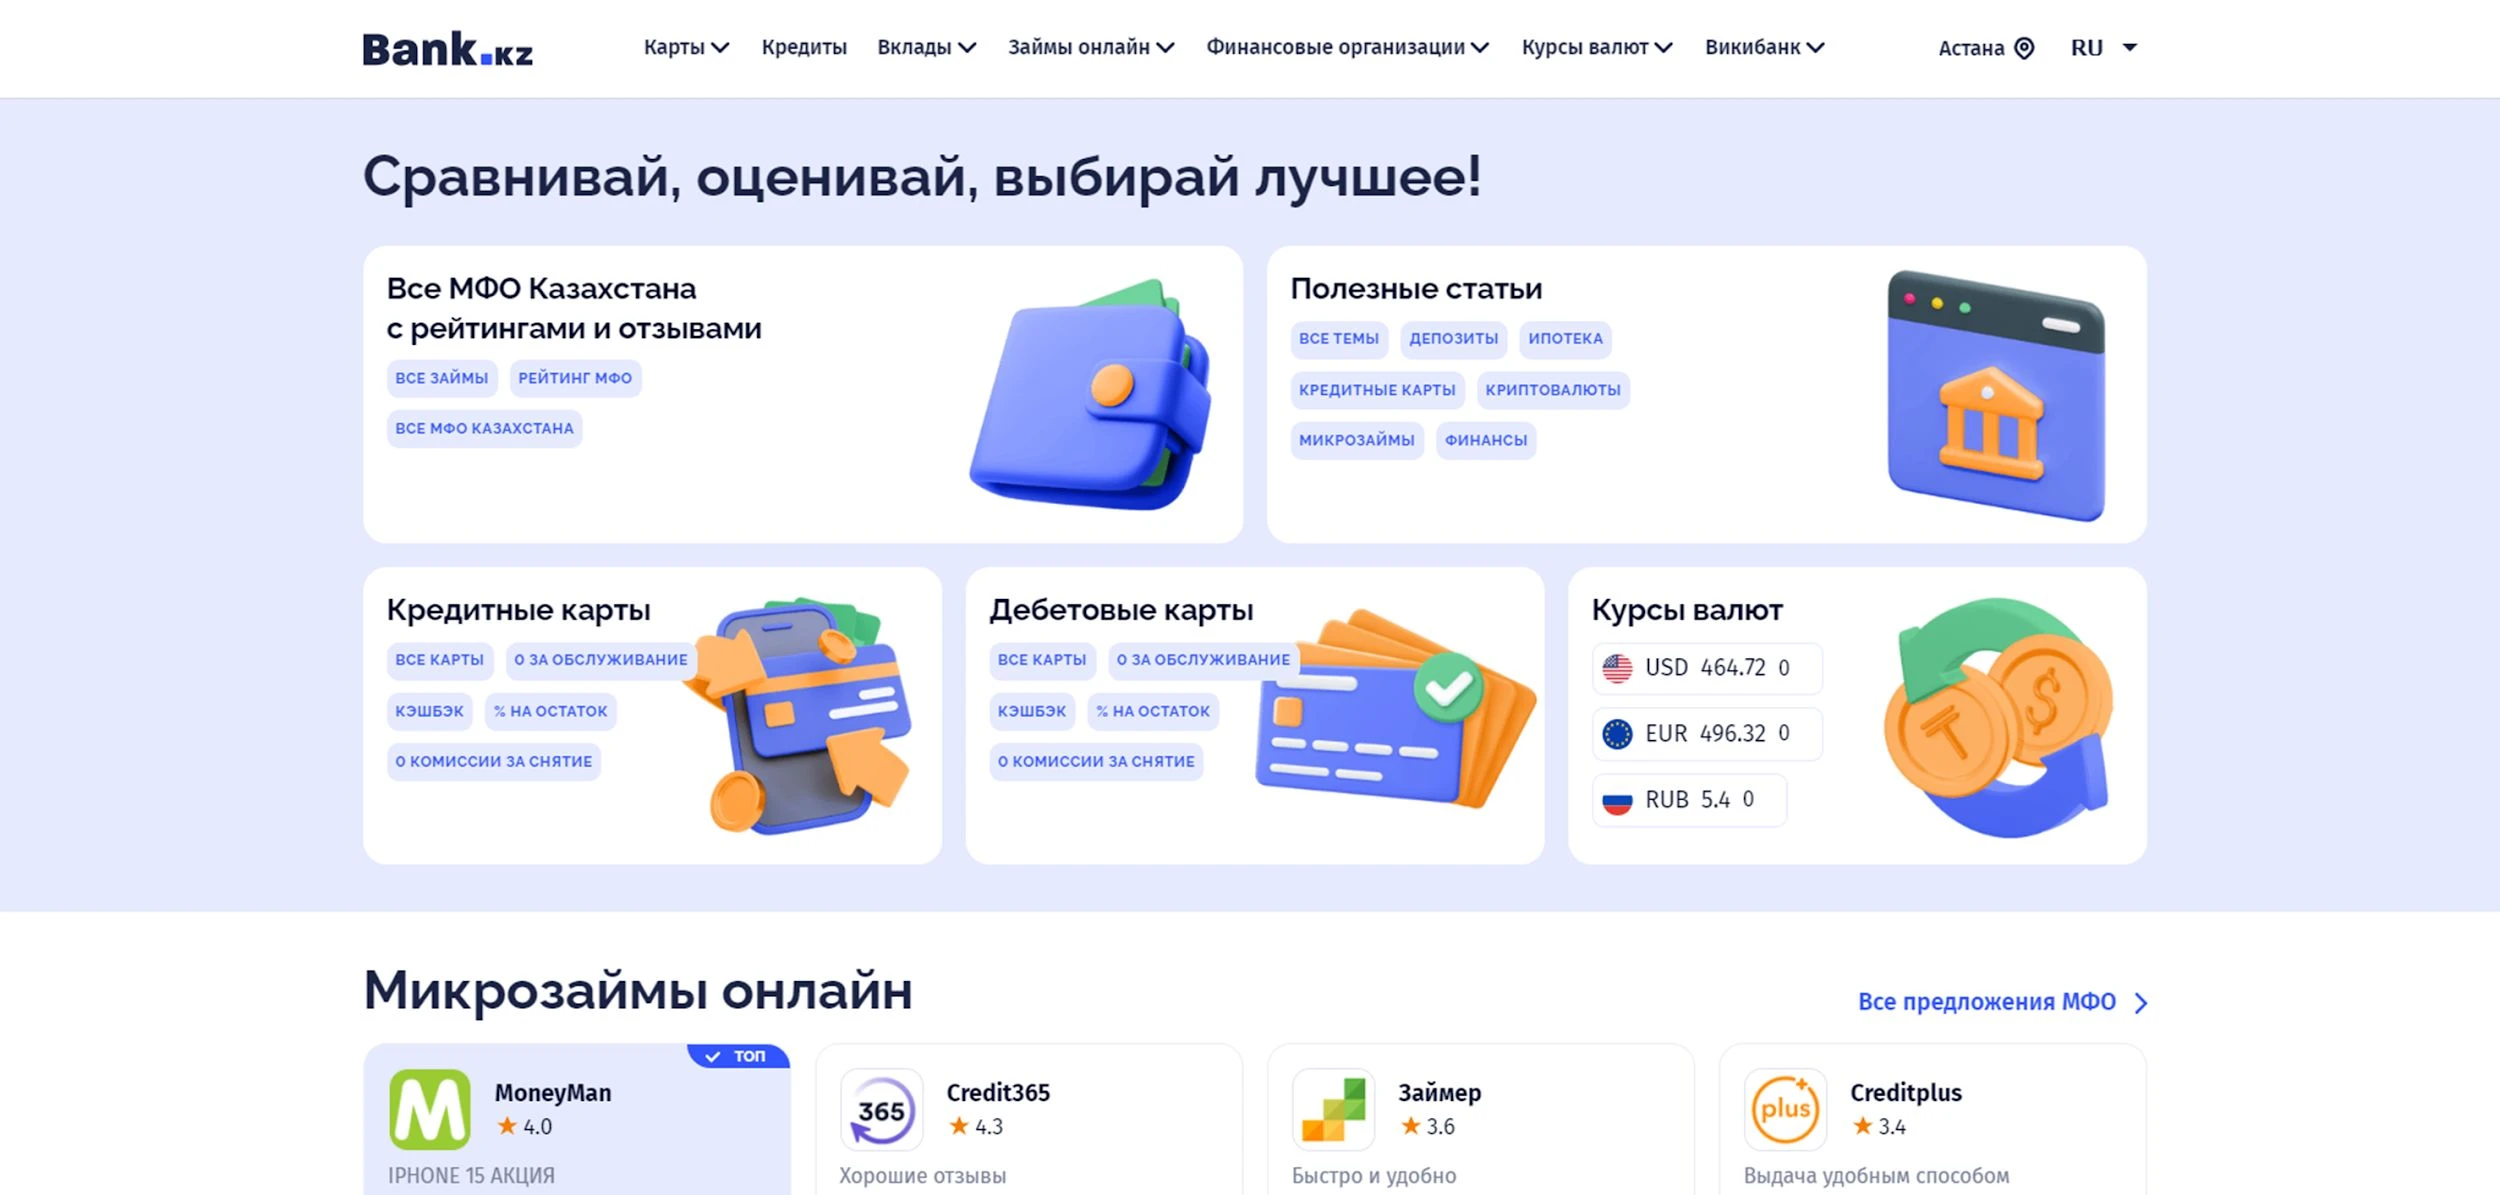 Bank.kz
Карты
Кредиты
Вклады
Займы онлайн
Финансовые организации
Курсы валют
Викибанк
Астана
RU
Сравнивай, оценивай, выбирай лучшее!
Все МФО Казахстана
с рейтингами и отзывами
ВСЕ ЗАЙМЫ
РЕЙТИНГ МФО
ВСЕ МФО КАЗАХСТАНА
Полезные статьи
ВСЕ ТЕМЫ
ДЕПОЗИТЫ
ИПОТЕКА
КРЕДИТНЫЕ КАРТЫ
КРИПТОВАЛЮТЫ
МИКРОЗАЙМЫ
ФИНАНСЫ
Кредитные карты
ВСЕ КАРТЫ
0 ЗА ОБСЛУЖИВАНИЕ
КЭШБЭК
% НА ОСТАТОК
0 КОМИССИИ ЗА СНЯТИЕ
Дебетовые карты
ВСЕ КАРТЫ
0 ЗА ОБСЛУЖИВАНИЕ
КЭШБЭК
% НА ОСТАТОК
0 КОМИССИИ ЗА СНЯТИЕ
Курсы валют
USD 464.72 0
EUR 496.32 0
RUB 5.4 0
₸
$
Микрозаймы онлайн
Все предложения МФО
ТОП
M
MoneyMan
4.0
IPHONE 15 АКЦИЯ
365
Credit365
4.3
Хорошие отзывы
Займер
3.6
Быстро и удобно
plus
Creditplus
3.4
Выдача удобным способом